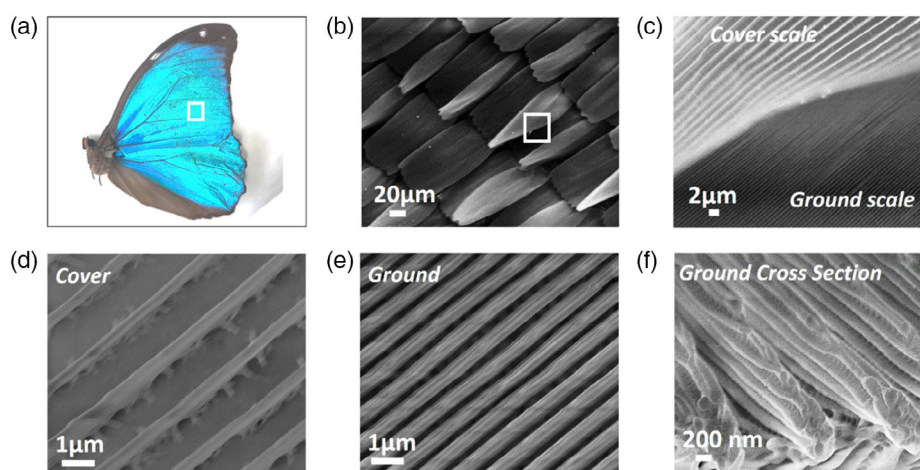 (a)
(b)
(c)
Cover scale
20μm
2μm
Ground scale
(d)
(e)
(f)
Cover
Ground
Ground Cross Section
1μm
1μm
200 nm